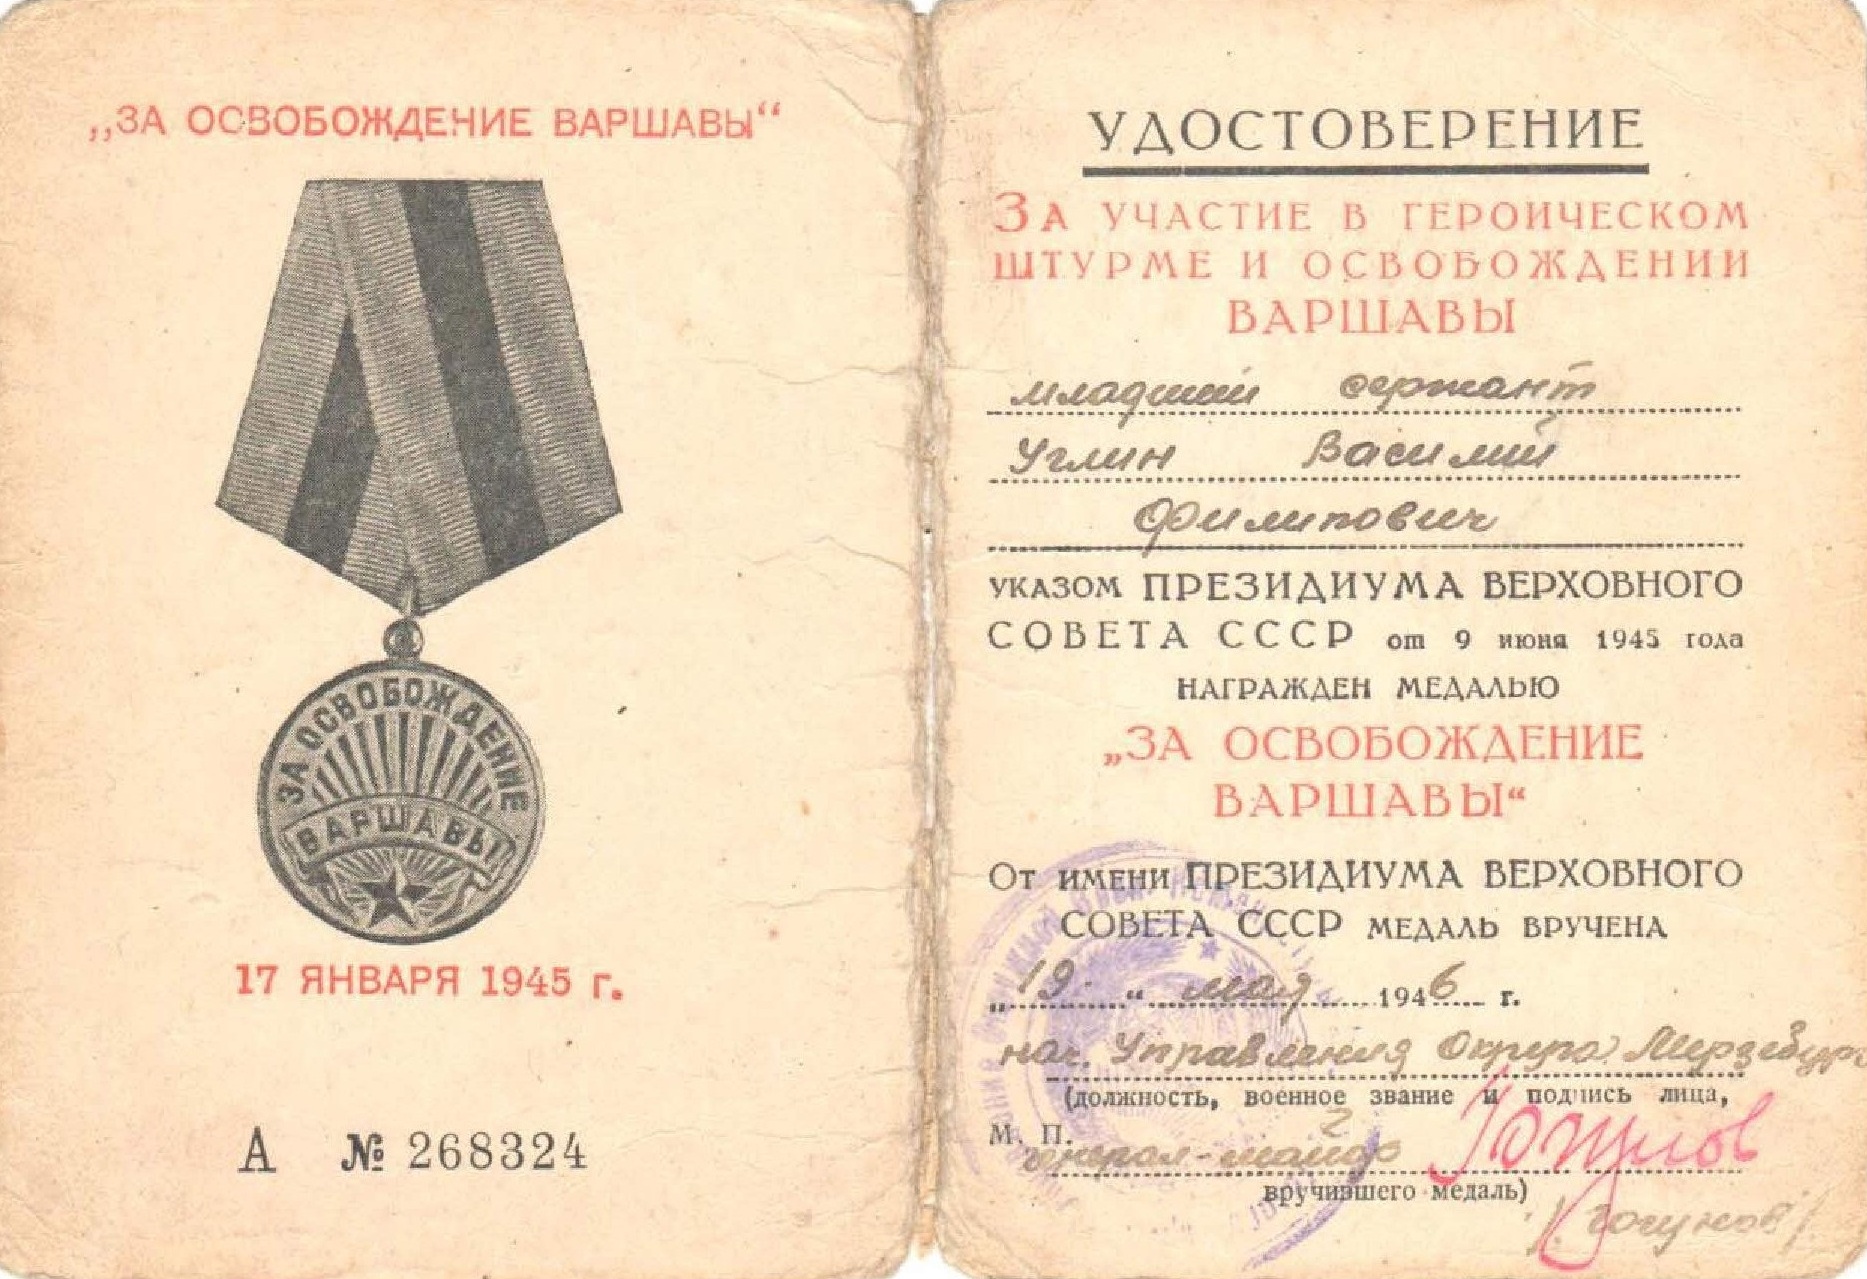 „ЗА ОСВОБОЖДЕНИЕ ВАРШАВЫ“
ЗА ОСВОБОЖДЕНИЕ
ВАРШАВЫ
17 ЯНВАРЯ 1945 г.
А № 268324
УДОСТОВЕРЕНИЕ
ЗА УЧАСТИЕ В ГЕРОИЧЕСКОМ
ШТУРМЕ И ОСВОБОЖДЕНИИ
ВАРШАВЫ
младший сержант
Углин Василий
Филипович
УКАЗОМ ПРЕЗИДИУМА ВЕРХОВНОГО
СОВЕТА СССР от 9 июня 1945 года
НАГРАЖДЕН МЕДАЛЬЮ
„ЗА ОСВОБОЖДЕНИЕ
ВАРШАВЫ“
От имени ПРЕЗИДИУМА ВЕРХОВНОГО
СОВЕТА СССР МЕДАЛЬ ВРУЧЕНА
„19“ мая 1946 г.
нач. Управления Округа Мерзебург
(должность, военное звание и подпись лица,
М. П.
генерал-майор
вручившего медаль)